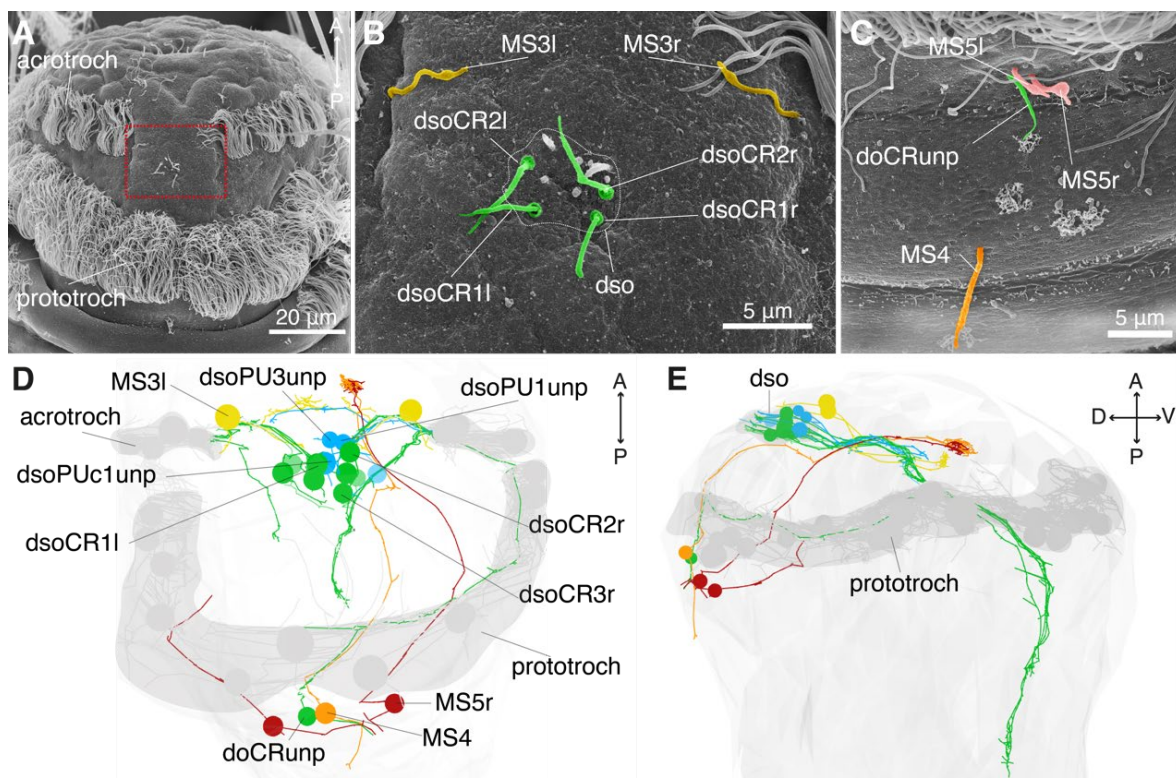 A
acrotroch
A
P
prototroch
20 µm
B
MS3l
MS3r
dsoCR2l
dsoCR2r
dsoCR1r
dsoCR1l
dso
5 µm
C
MS5l
doCRunp
MS5r
MS4
5 µm
D
dsoPU3unp
MS3l
dsoPU1unp
acrotroch
A
P
dsoPUc1unp
dsoCR1l
dsoCR2r
dsoCR3r
prototroch
MS5r
MS4
doCRunp
E
dso
A
D
V
P
prototroch